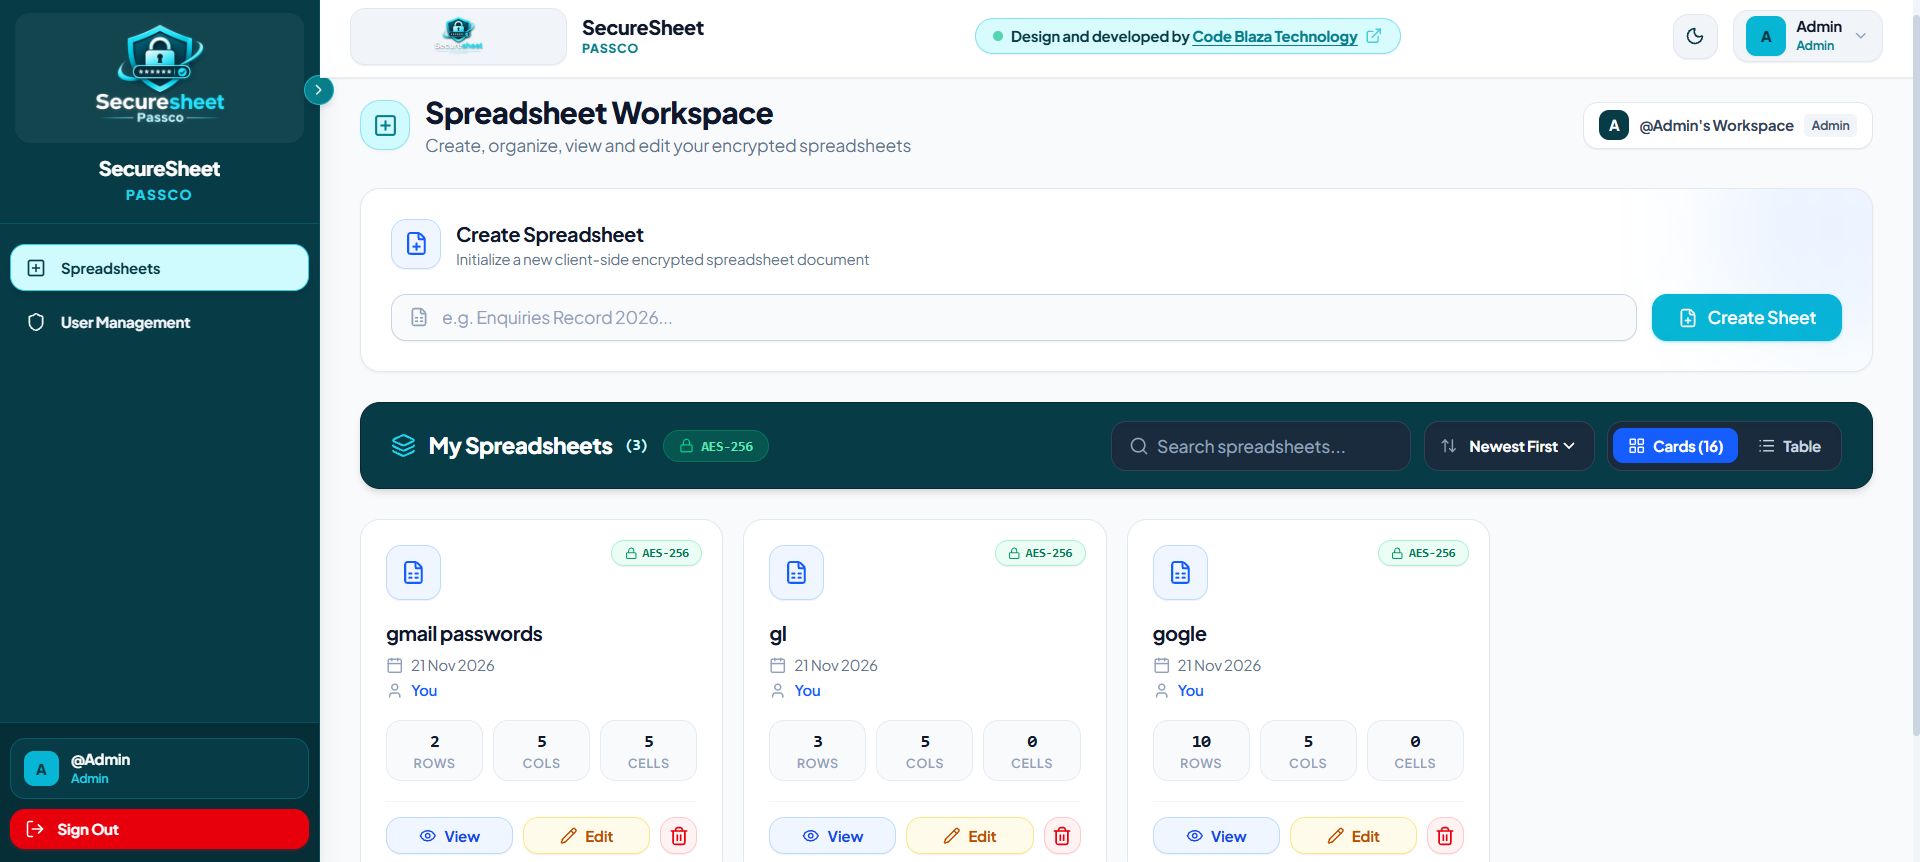 Securesheet
Passco
SecureSheet
PASSCO
Spreadsheets
User Management
@Admin
A
Admin
Sign Out
Securesheet
SecureSheet
PASSCO
Design and developed by Code Blaza Technology
A
Admin
Admin
Spreadsheet Workspace
Create, organize, view and edit your encrypted spreadsheets
A @Admin's Workspace Admin
Create Spreadsheet
Initialize a new client-side encrypted spreadsheet document
e.g. Enquiries Record 2026...
Create Sheet
My Spreadsheets (3) AES-256
Search spreadsheets...
Newest First
Cards (16)
Table
AES-256
gmail passwords
21 Nov 2026
You
2 5 5
ROWS COLS CELLS
View Edit
AES-256
gl
21 Nov 2026
You
3 5 0
ROWS COLS CELLS
View Edit
AES-256
gogle
21 Nov 2026
You
10 5 0
ROWS COLS CELLS
View Edit